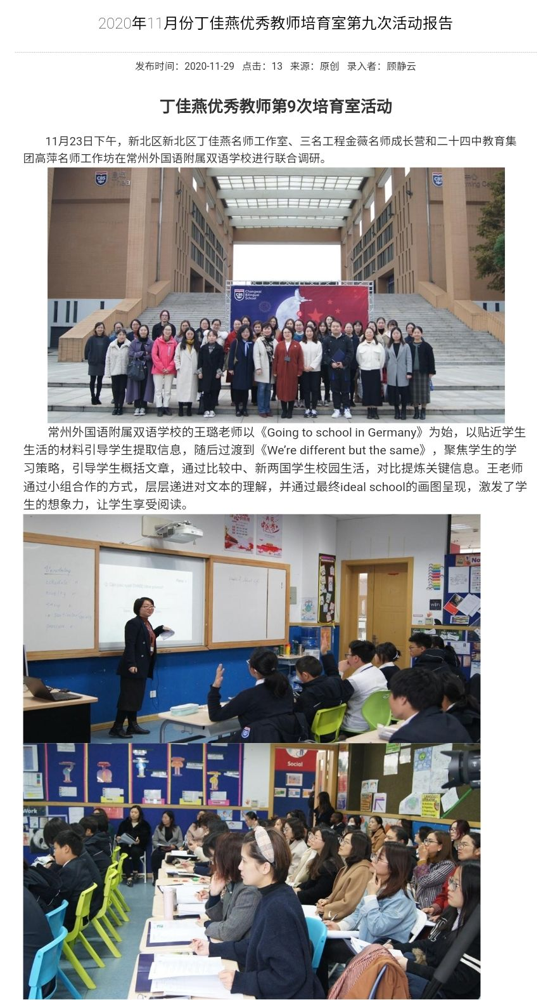 2020年11月份丁佳燕优秀教师培育室第九次活动报告
发布时间：2020-11-29 点击：13 来源：原创 录入者：顾静云
丁佳燕优秀教师第9次培育室活动
11月23日下午，新北区新北区丁佳燕名师工作室、三名工程金薇名师成长营和二十四中教育集
团高萍名师工作坊在常州外国语附属双语学校进行联合调研。
CBS
CBS
CBS
Changwai
Bilingual
School
常州外国语附属双语学校的王璐老师以《Going to school in Germany》为始，以贴近学生
生活的材料引导学生提取信息，随后过渡到《We’re different but the same》，聚焦学生的学
习策略，引导学生概括文章，通过比较中、新两国学生校园生活，对比提炼关键信息。王老师
通过小组合作的方式，层层递进对文本的理解，并通过最终ideal school的画图呈现，激发了学
生的想象力，让学生享受阅读。
Vocabulary
schedule n
WiFi
Social
Work